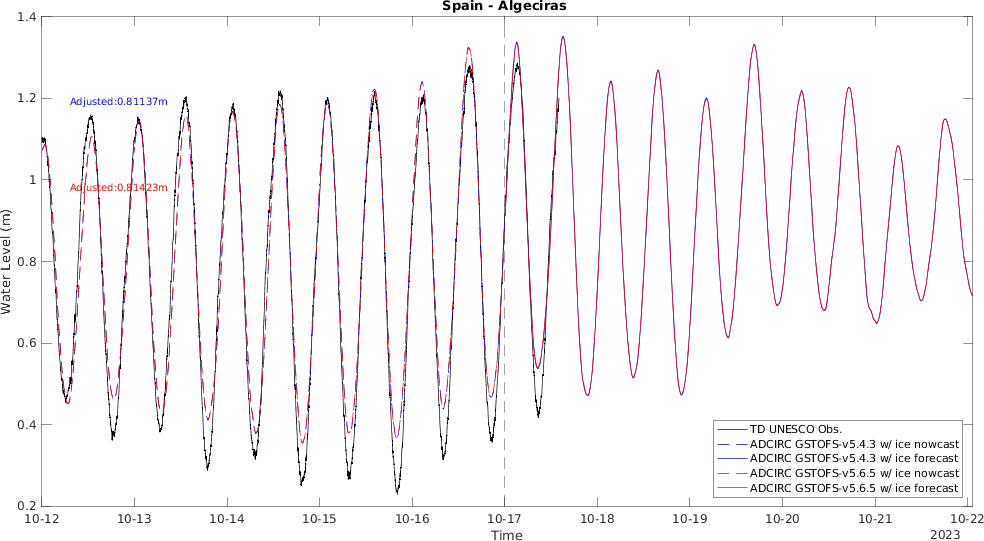 Spain - Algeciras
1.4
1.2
1
0.8
0.6
0.4
0.2
Water Level (m)
Adjusted:0.81137m
Adjusted:0.81423m
TD UNESCO Obs.
ADCIRC GSTOFS-v5.4.3 w/ ice nowcast
ADCIRC GSTOFS-v5.4.3 w/ ice forecast
ADCIRC GSTOFS-v5.6.5 w/ ice nowcast
ADCIRC GSTOFS-v5.6.5 w/ ice forecast
10-12 10-13 10-14 10-15 10-16 10-17 10-18 10-19 10-20 10-21 10-22
Time
2023